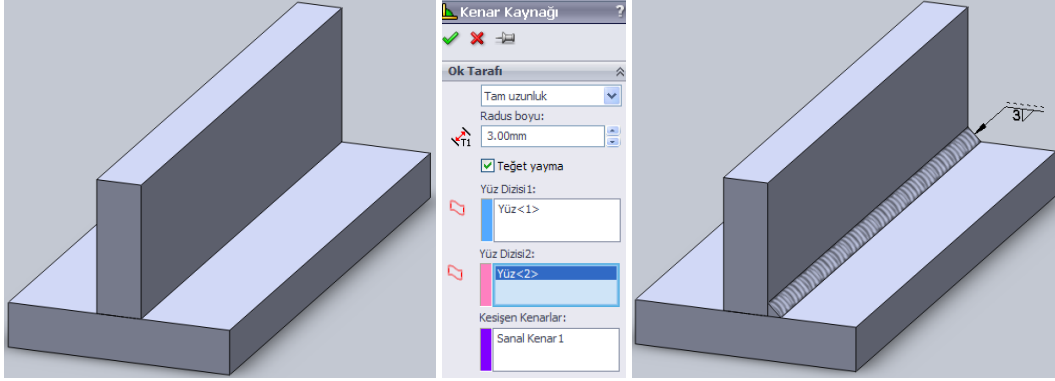 Kenar Kaynağı ?
Ok Tarafı
Tam uzunluk
Radus boyu:
T1 3.00mm
Teğet yayma
Yüz Dizisi1:
Yüz<1>
Yüz Dizisi2:
Yüz<2>
Kesişen Kenarlar:
Sanal Kenar1
3